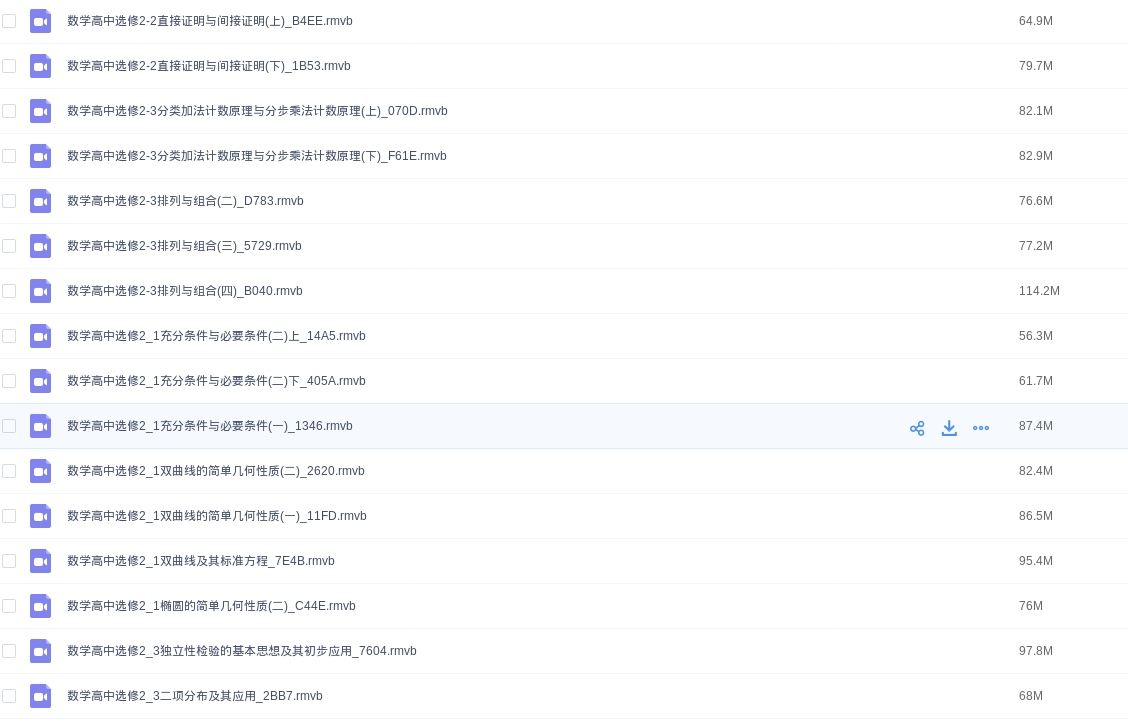 数学高中选修2-2直接证明与间接证明(上)_B4EE.rmvb 64.9M
数学高中选修2-2直接证明与间接证明(下)_1B53.rmvb 79.7M
数学高中选修2-3分类加法计数原理与分步乘法计数原理(上)_070D.rmvb 82.1M
数学高中选修2-3分类加法计数原理与分步乘法计数原理(下)_F61E.rmvb 82.9M
数学高中选修2-3排列与组合(二)_D783.rmvb 76.6M
数学高中选修2-3排列与组合(三)_5729.rmvb 77.2M
数学高中选修2-3排列与组合(四)_B040.rmvb 114.2M
数学高中选修2_1充分条件与必要条件(二)上_14A5.rmvb 56.3M
数学高中选修2_1充分条件与必要条件(二)下_405A.rmvb 61.7M
数学高中选修2_1充分条件与必要条件(一)_1346.rmvb 87.4M
数学高中选修2_1双曲线的简单几何性质(二)_2620.rmvb 82.4M
数学高中选修2_1双曲线的简单几何性质(一)_11FD.rmvb 86.5M
数学高中选修2_1双曲线及其标准方程_7E4B.rmvb 95.4M
数学高中选修2_1椭圆的简单几何性质(二)_C44E.rmvb 76M
数学高中选修2_3独立性检验的基本思想及其初步应用_7604.rmvb 97.8M
数学高中选修2_3二项分布及其应用_2BB7.rmvb 68M